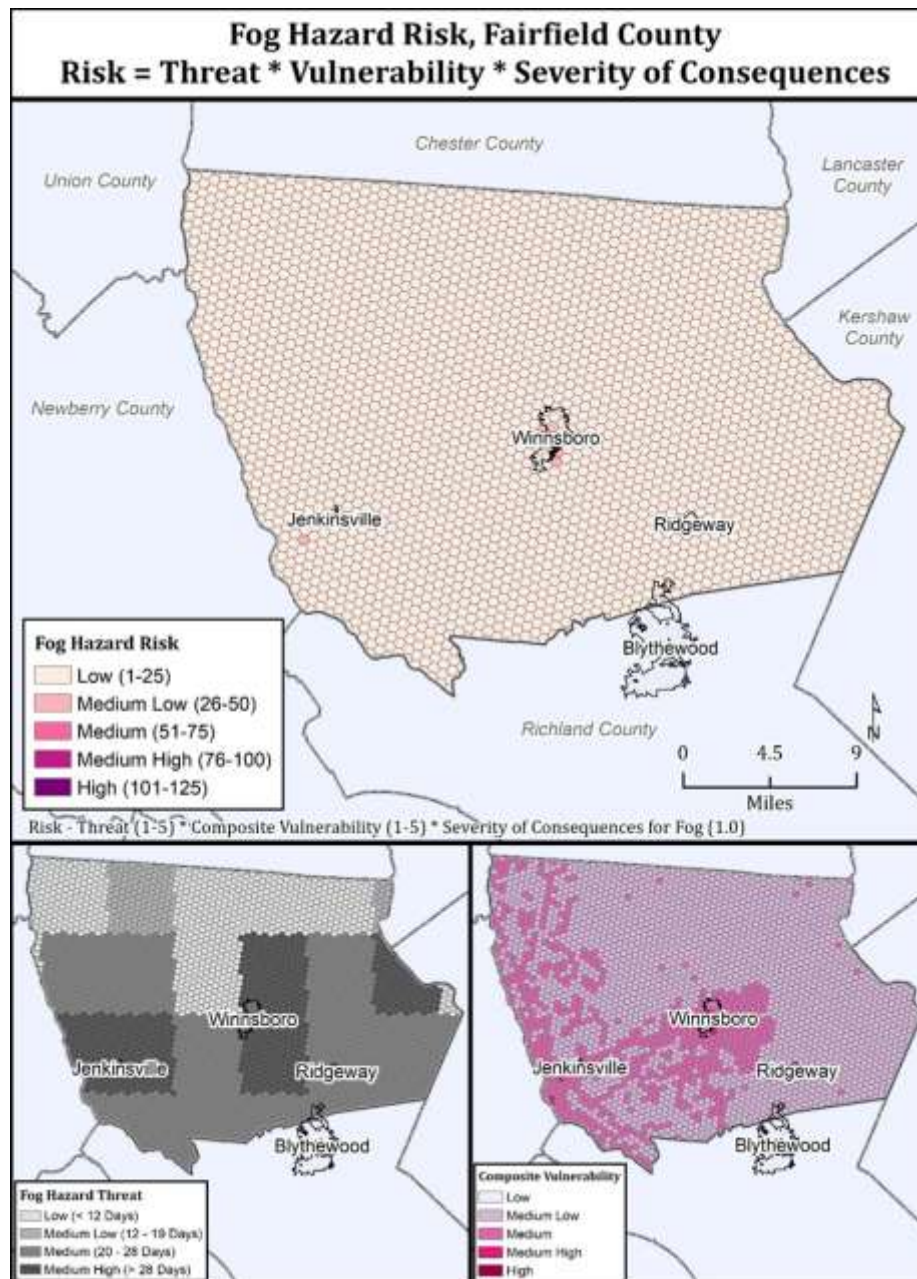 Fog Hazard Risk, Fairfield County
Risk = Threat * Vulnerability * Severity of Consequences
Chester County
Union County
Lancaster
County
Kershaw
County
Newberry County
Winnsboro
Jenkinsville
Ridgeway
Blythewood
Richland County
Fog Hazard Risk
Low (1-25)
Medium Low (26-50)
Medium (51-75)
Medium High (76-100)
High (101-125)
N
0 4.5 9
Miles
Risk - Threat (1-5) * Composite Vulnerability (1-5) * Severity of Consequences for Fog {1.0}
Winnsboro
Jenkinsville
Ridgeway
Blythewood
Fog Hazard Threat
Low (< 12 Days)
Medium Low (12 - 19 Days)
Medium (20 - 28 Days)
Medium High (> 28 Days)
Winnsboro
Jenkinsville
Ridgeway
Blythewood
Composite Vulnerability
Low
Medium Low
Medium
Medium High
High